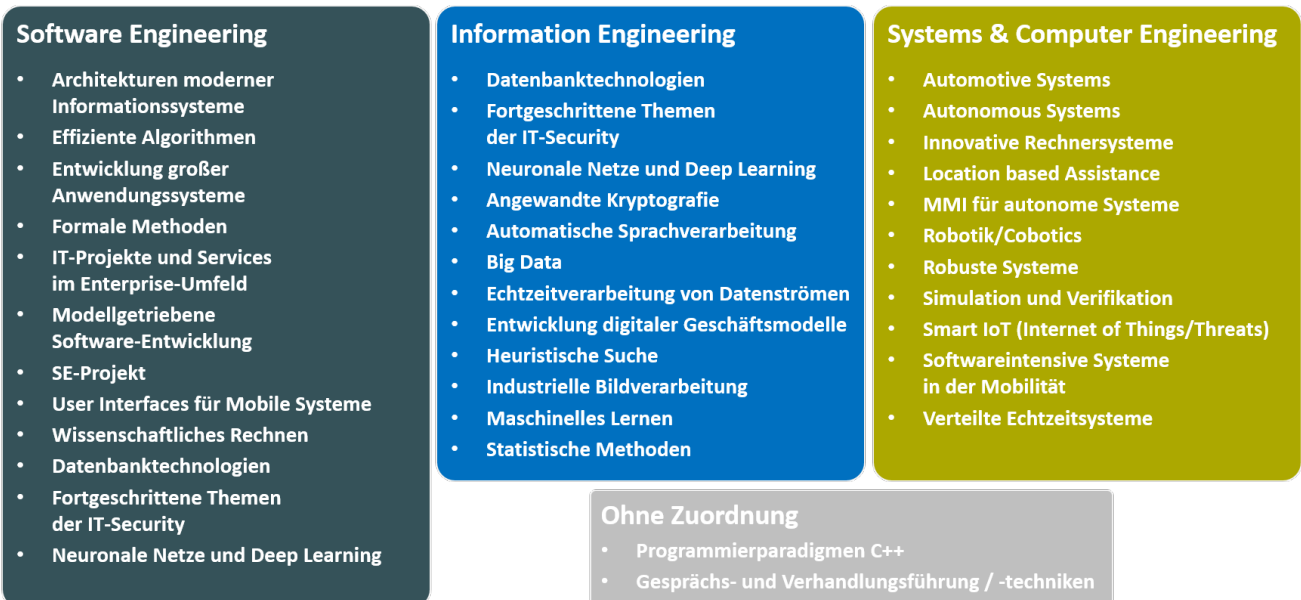 Software Engineering
• Architekturen moderner
Informationssysteme
• Effiziente Algorithmen
• Entwicklung großer
Anwendungssysteme
• Formale Methoden
• IT-Projekte und Services
im Enterprise-Umfeld
• Modellgetriebene
Software-Entwicklung
• SE-Projekt
• User Interfaces für Mobile Systeme
• Wissenschaftliches Rechnen
• Datenbanktechnologien
• Fortgeschrittene Themen
der IT-Security
• Neuronale Netze und Deep Learning
Information Engineering
• Datenbanktechnologien
• Fortgeschrittene Themen
der IT-Security
• Neuronale Netze und Deep Learning
• Angewandte Kryptografie
• Automatische Sprachverarbeitung
• Big Data
• Echtzeitverarbeitung von Datenströmen
• Entwicklung digitaler Geschäftsmodelle
• Heuristische Suche
• Industrielle Bildverarbeitung
• Maschinelles Lernen
• Statistische Methoden
Systems & Computer Engineering
• Automotive Systems
• Autonomous Systems
• Innovative Rechnersysteme
• Location based Assistance
• MMI für autonome Systeme
• Robotik/Cobotics
• Robuste Systeme
• Simulation und Verifikation
• Smart IoT (Internet of Things/Threats)
• Softwareintensive Systeme
in der Mobilität
• Verteilte Echtzeitsysteme
Ohne Zuordnung
• Programmierparadigmen C++
• Gesprächs- und Verhandlungsführung / -techniken